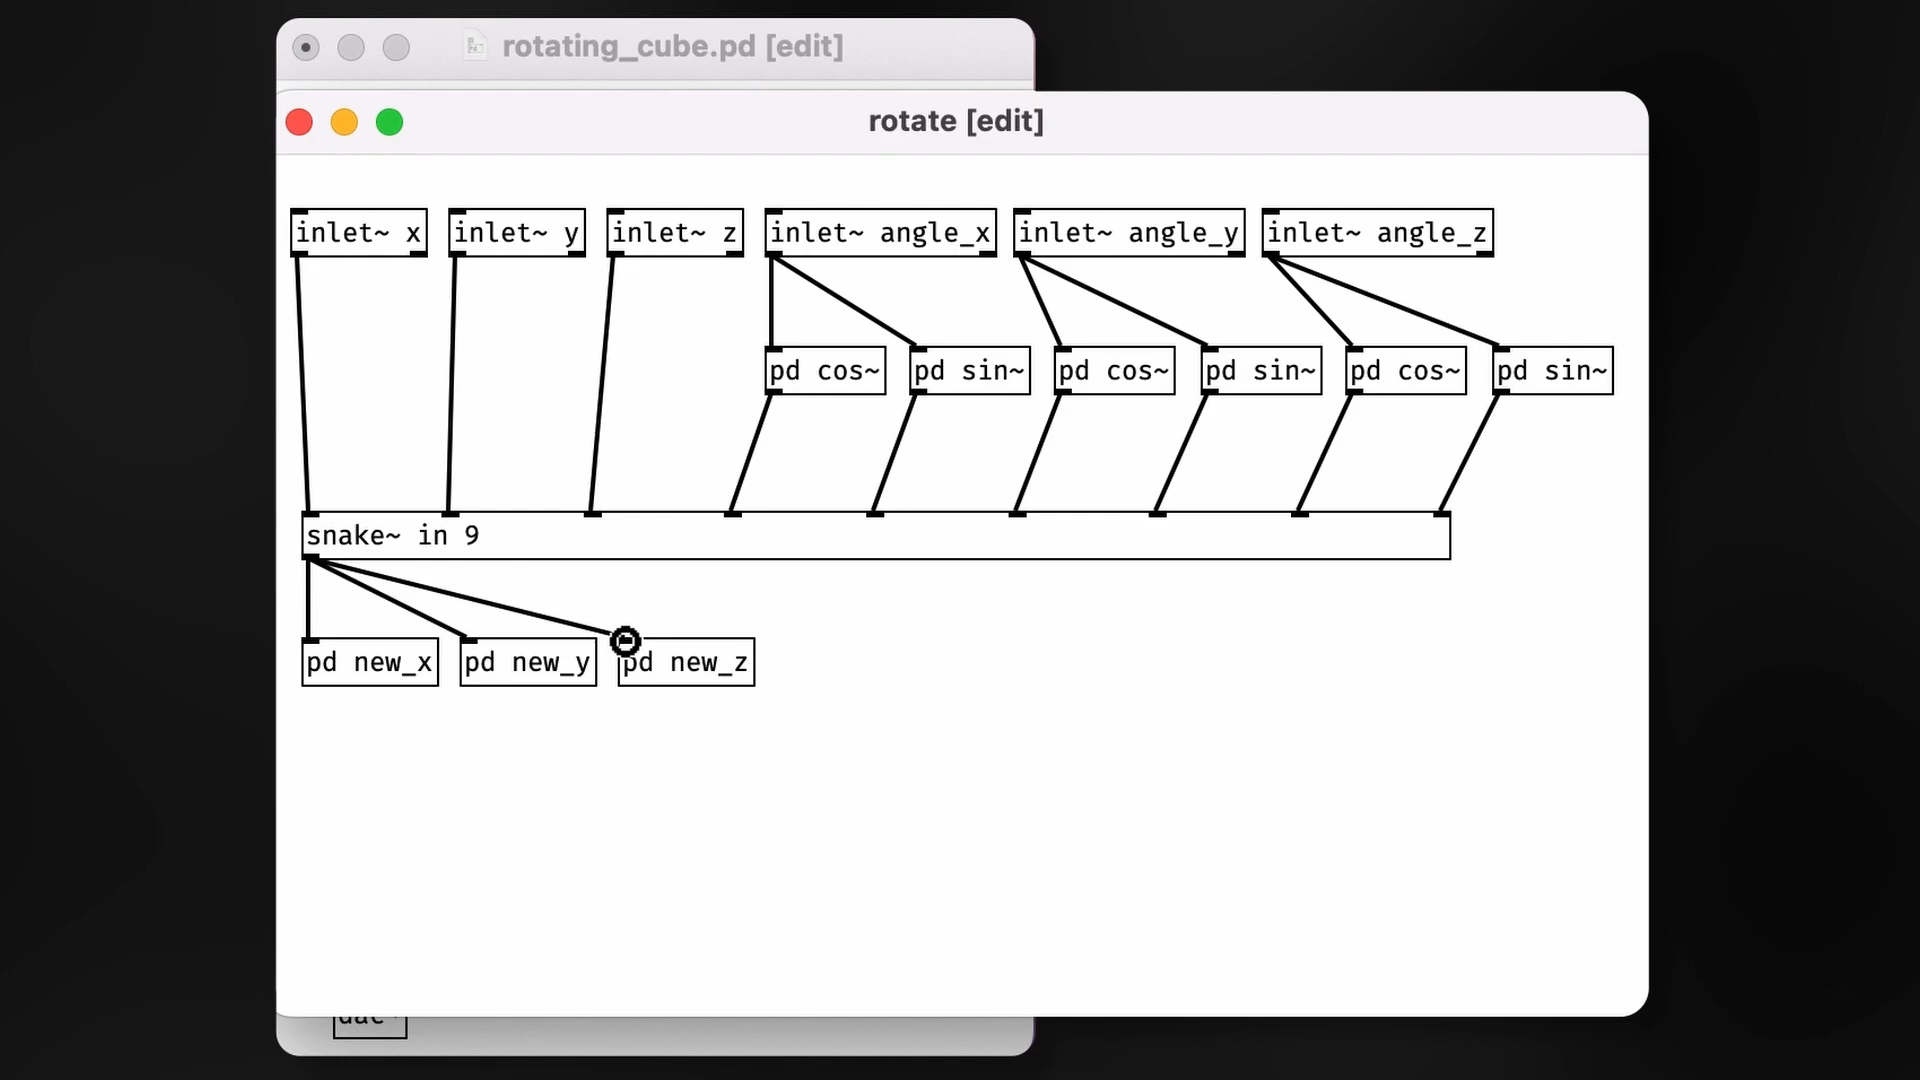 rotating_cube.pd [edit]
rotate [edit]
inlet~ x inlet~ y inlet~ z inlet~ angle_x inlet~ angle_y inlet~ angle_z
pd cos~ pd sin~ pd cos~ pd sin~ pd cos~ pd sin~
snake~ in 9
pd new_x pd new_y pd new_z